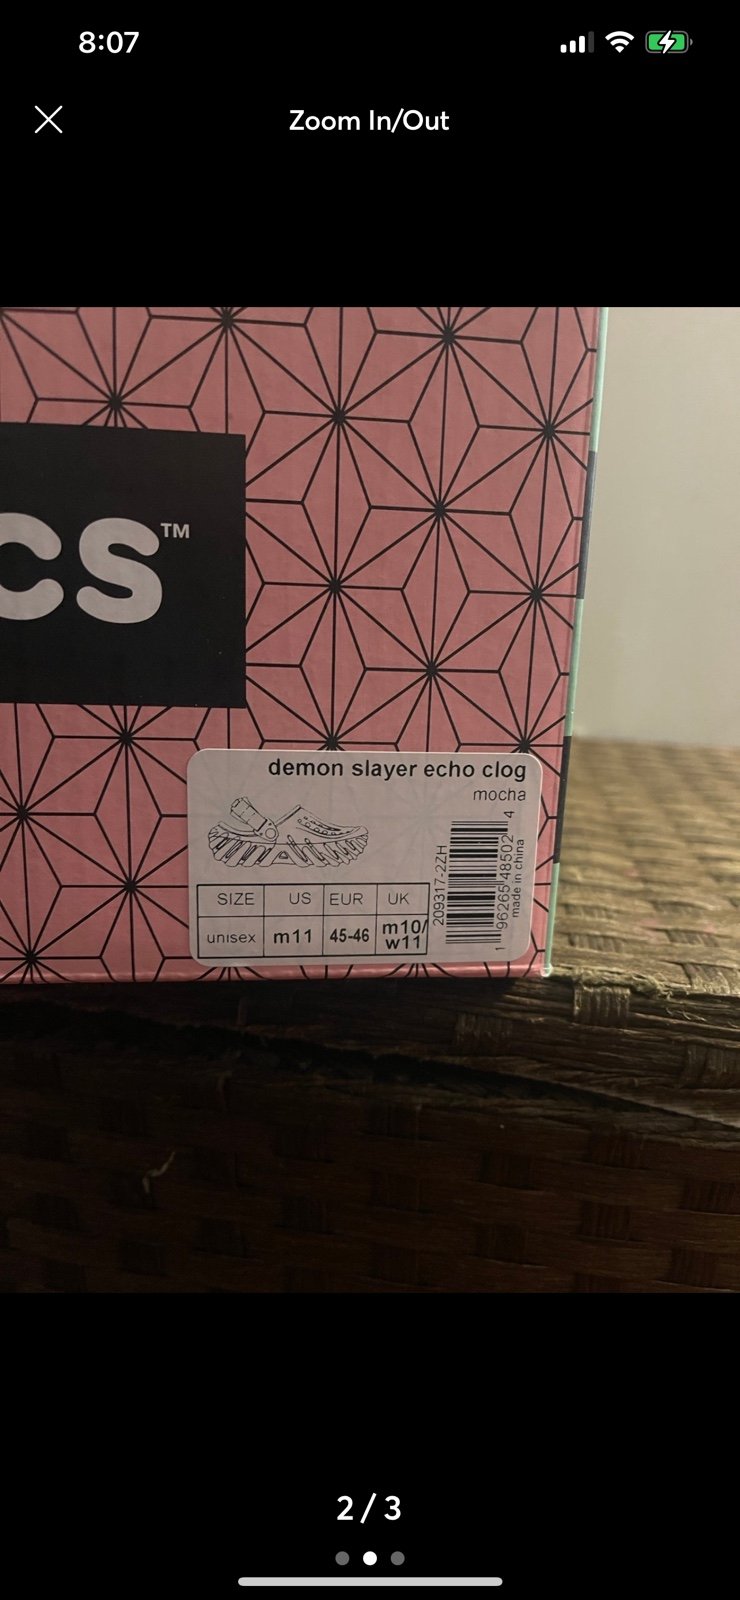 8:07
Zoom In/Out
cs™
demon slayer echo clog
mocha
SIZE US EUR UK
unisex m11 45-46 m10/w11
209317-2ZH
1 96265 48502 4
made in china
2 / 3